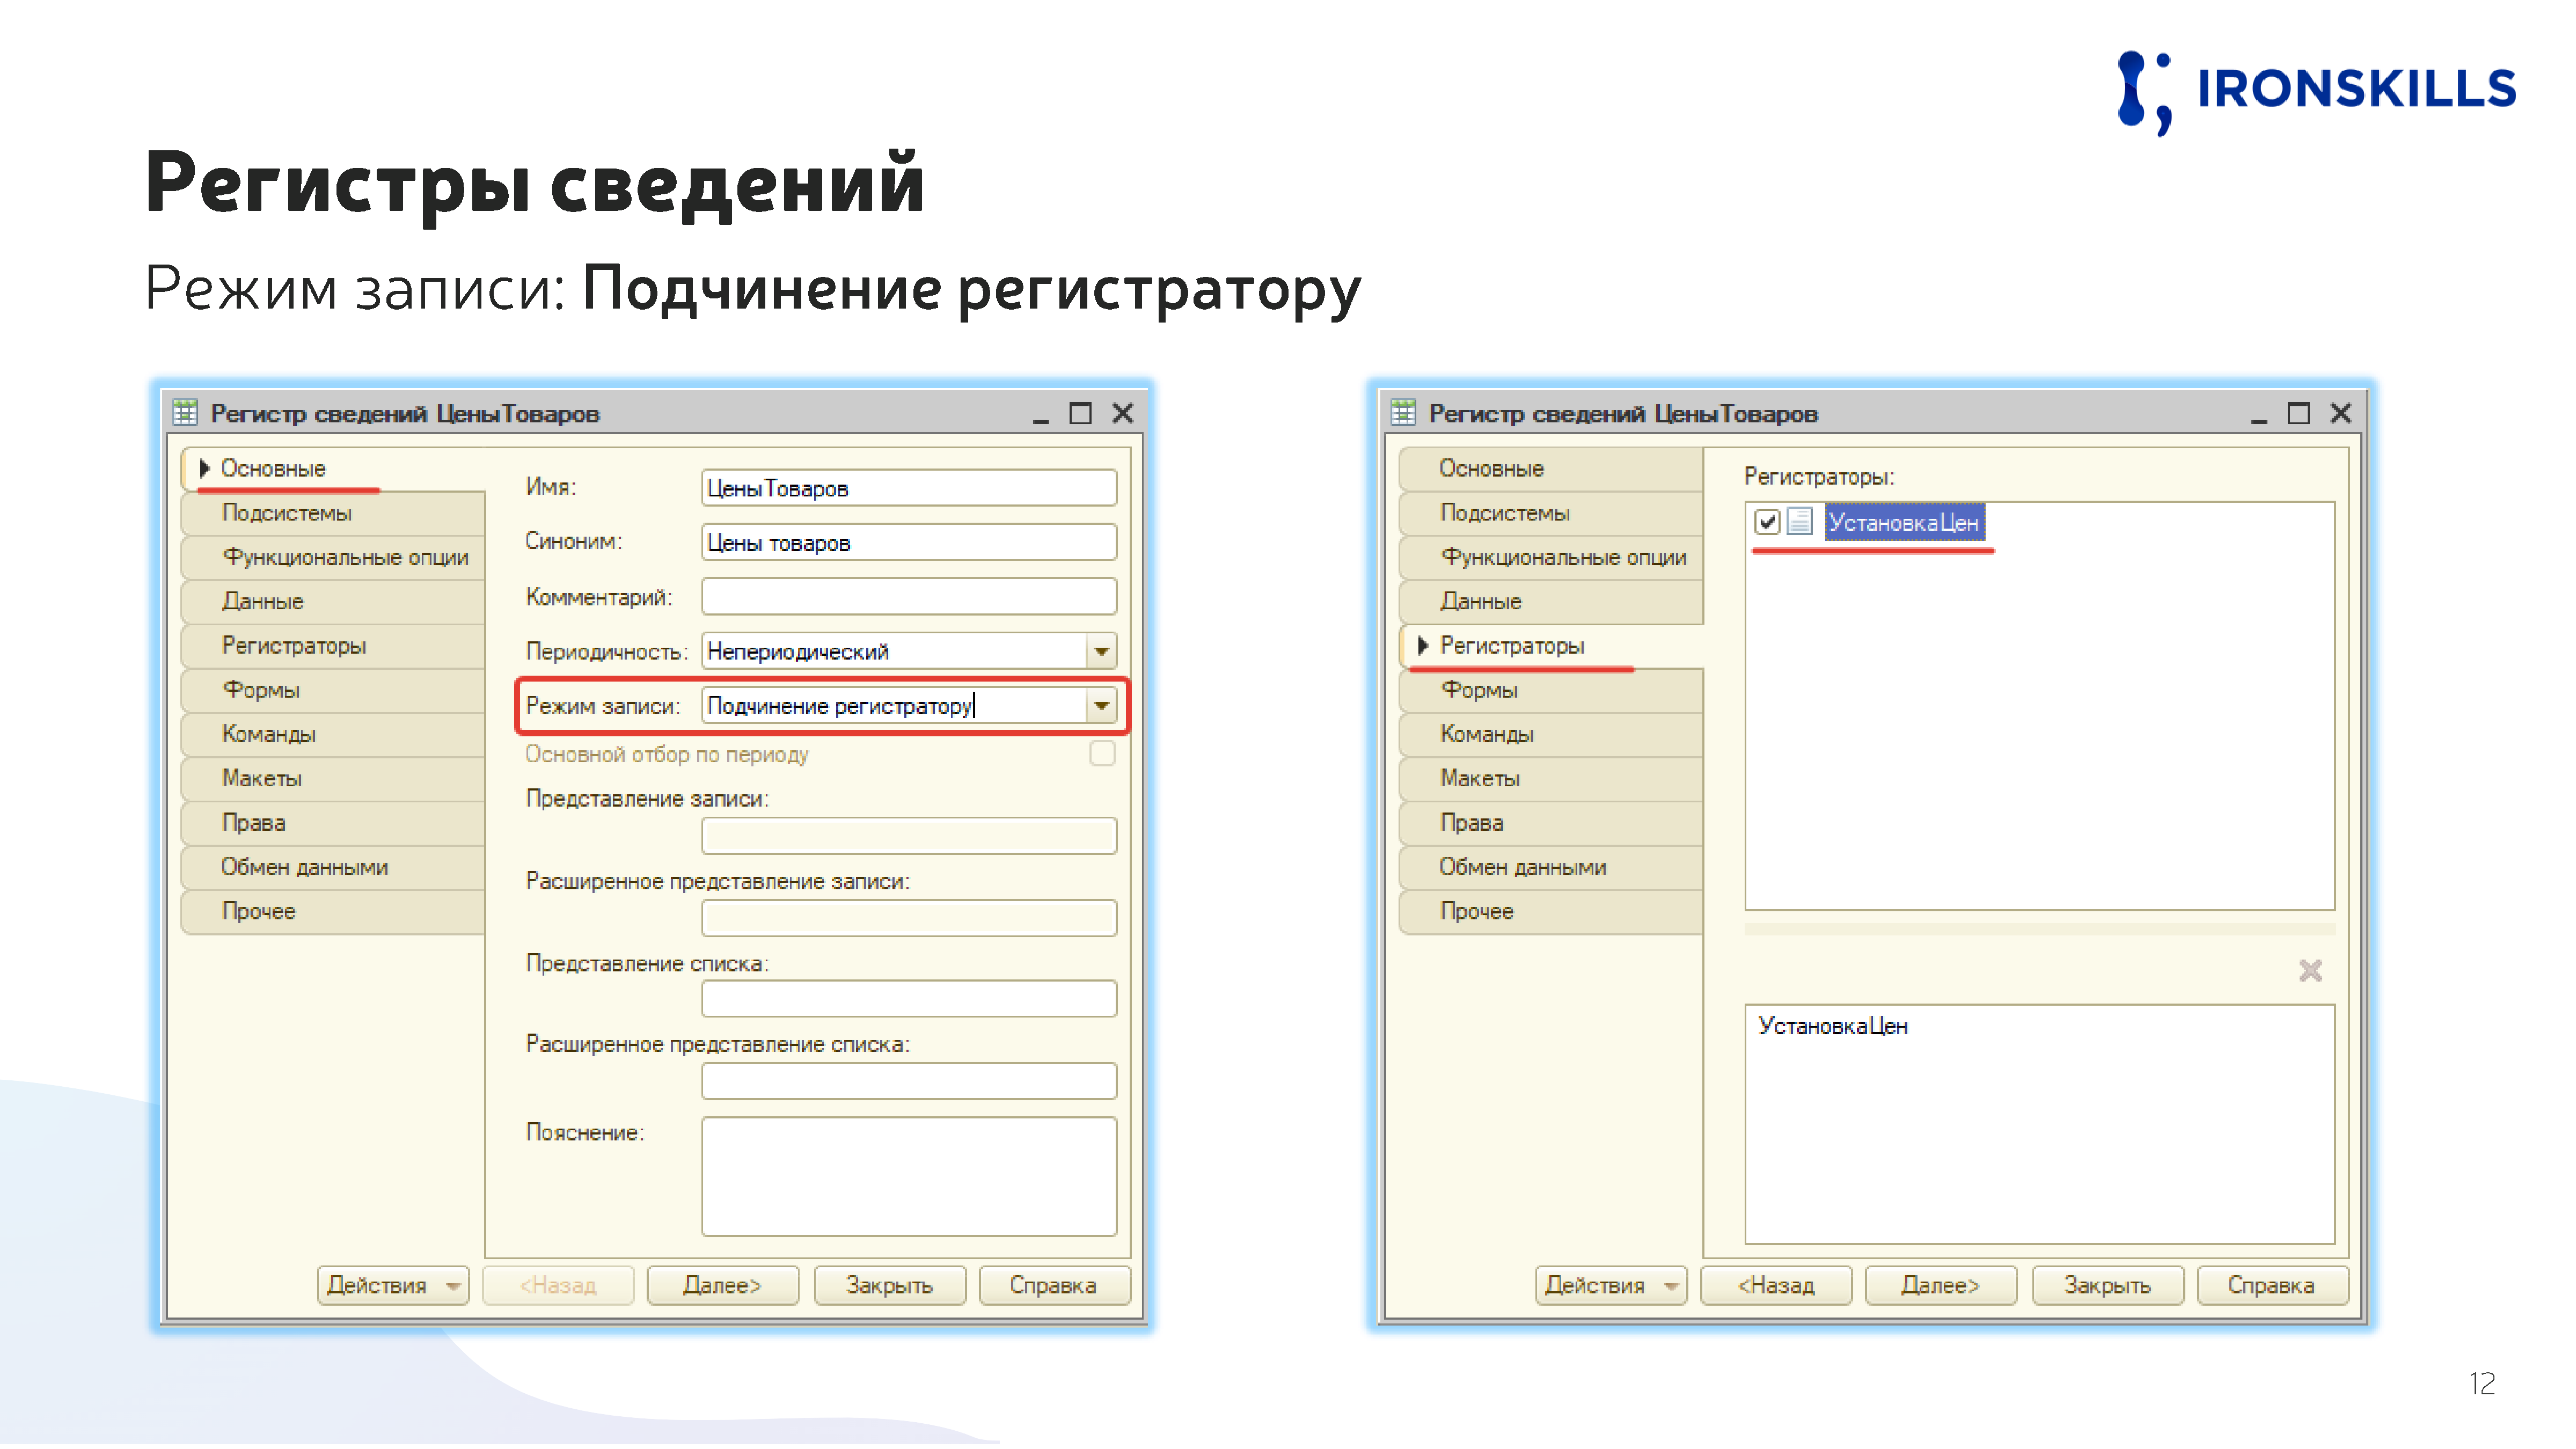 IRONSKILLS
Регистры сведений
Режим записи: Подчинение регистратору
Регистр сведений ЦеныТоваров
Основные
Подсистемы
Функциональные опции
Данные
Регистраторы
Формы
Команды
Макеты
Права
Обмен данными
Прочее
Имя: ЦеныТоваров
Синоним: Цены товаров
Комментарий:
Периодичность: Непериодический
Режим записи: Подчинение регистратору
Основной отбор по периоду
Представление записи:
Расширенное представление записи:
Представление списка:
Расширенное представление списка:
Пояснение:
Действия <Назад Далее> Закрыть Справка
Регистр сведений ЦеныТоваров
Основные
Подсистемы
Функциональные опции
Данные
Регистраторы
Формы
Команды
Макеты
Права
Обмен данными
Прочее
Регистраторы:
УстановкаЦен
УстановкаЦен
Действия <Назад Далее> Закрыть Справка
12